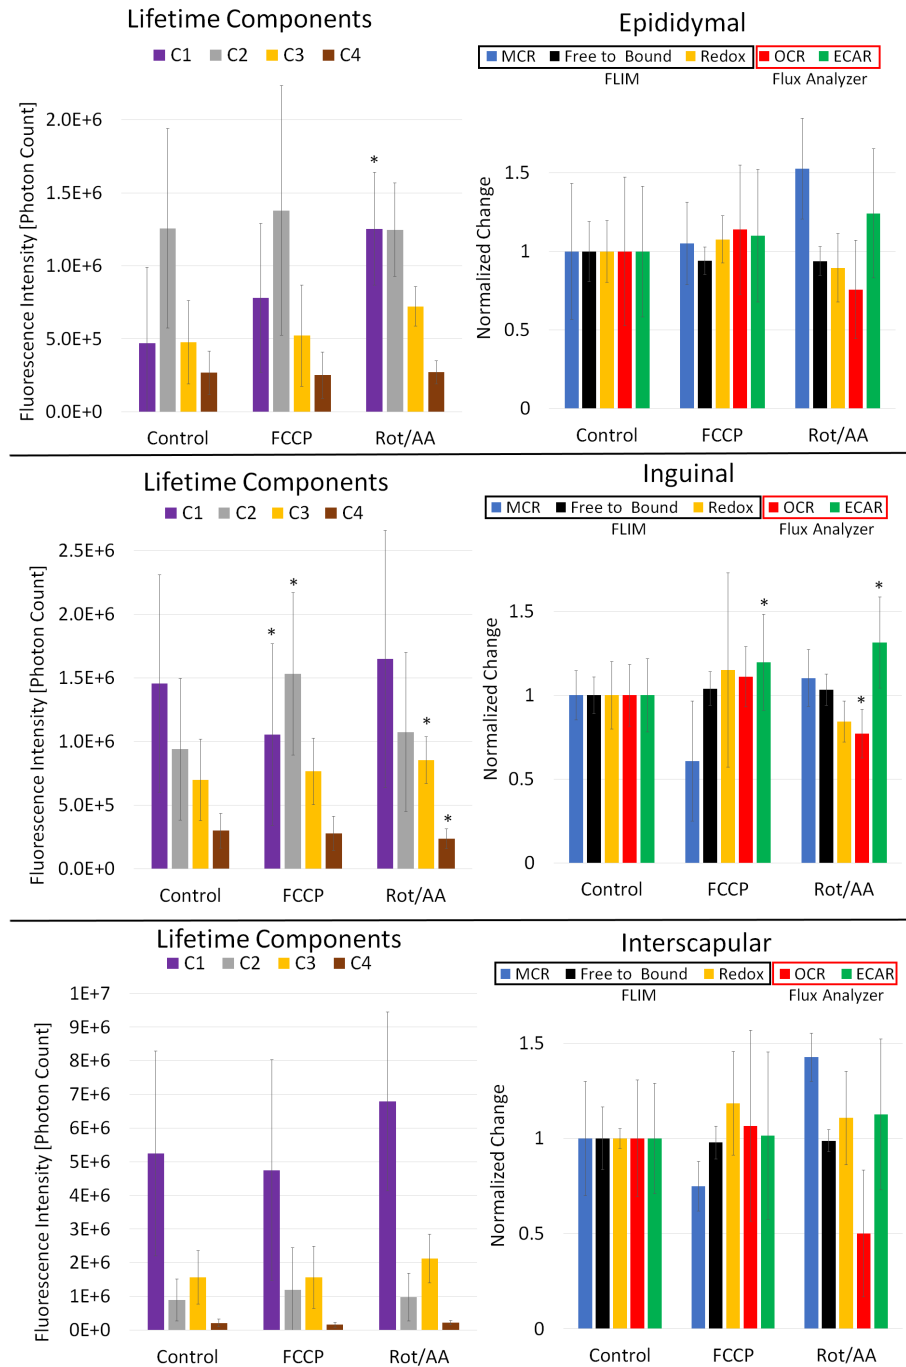 Lifetime Components
C1 C2 C3 C4
Fluorescence Intensity [Photon Count]
2.0E+6
1.5E+6
1.0E+6
5.0E+5
0.0E+0
*
Control FCCP Rot/AA
Epididymal
MCR Free to Bound Redox OCR ECAR
FLIM Flux Analyzer
Normalized Change
1.5
1
0.5
0
Control FCCP Rot/AA
Lifetime Components
C1 C2 C3 C4
Fluorescence Intensity [Photon Count]
2.5E+6
2.0E+6
1.5E+6
1.0E+6
5.0E+5
0.0E+0
* * * *
Control FCCP Rot/AA
Inguinal
MCR Free to Bound Redox OCR ECAR
FLIM Flux Analyzer
Normalized Change
1.5
1
0.5
0
* * *
Control FCCP Rot/AA
Lifetime Components
C1 C2 C3 C4
Fluorescence Intensity [Photon Count]
1E+7
9E+6
8E+6
7E+6
6E+6
5E+6
4E+6
3E+6
2E+6
1E+6
0E+0
Control FCCP Rot/AA
Interscapular
MCR Free to Bound Redox OCR ECAR
FLIM Flux Analyzer
Normalized Change
1.5
1
0.5
0
Control FCCP Rot/AA